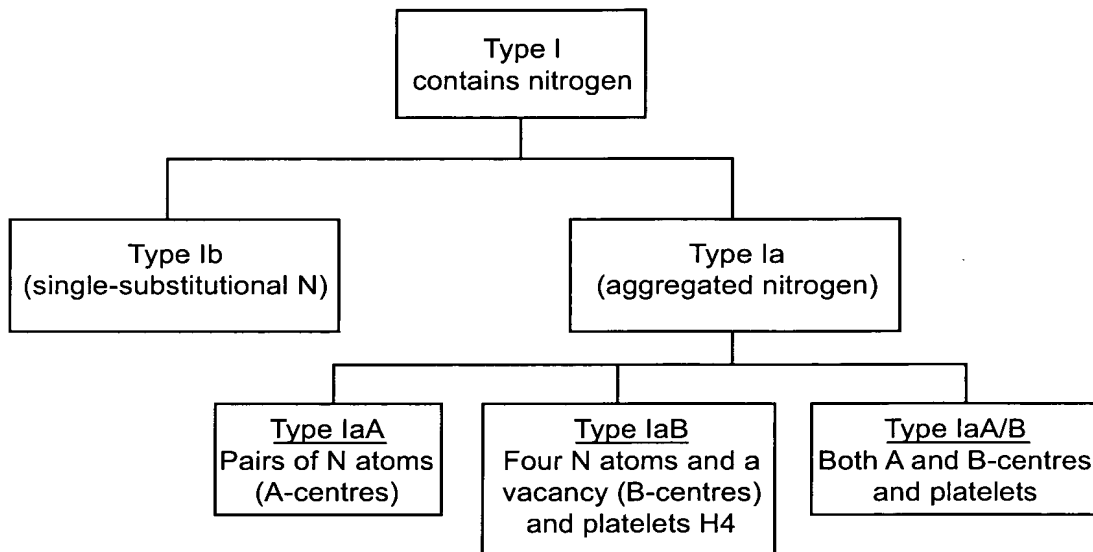 Type I
contains nitrogen
Type Ib
(single-substitutional N)
Type Ia
(aggregated nitrogen)
Type IaA
Pairs of N atoms
(A-centres)
Type IaB
Four N atoms and a
vacancy (B-centres)
and platelets H4
Type IaA/B
Both A and B-centres
and platelets